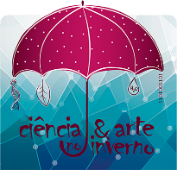 ciência & arte
no inverno